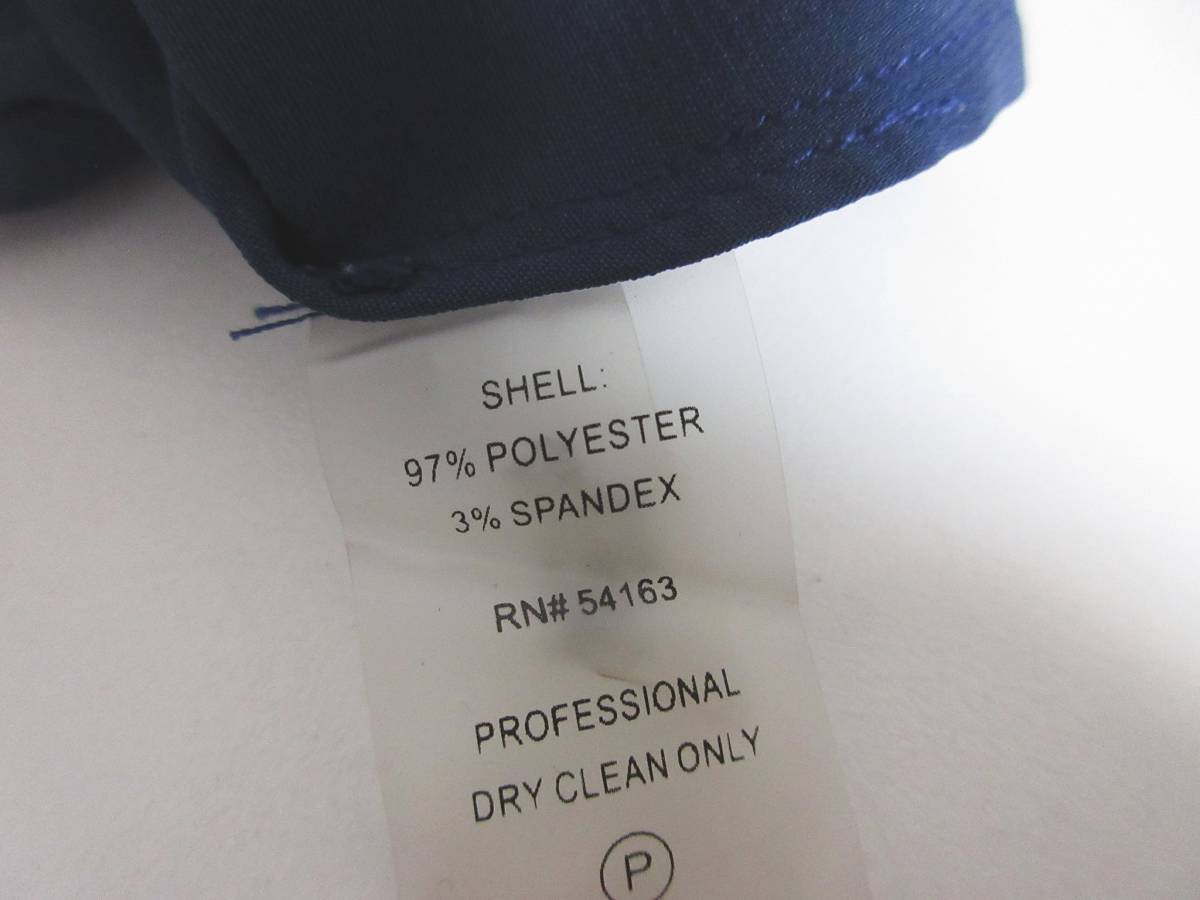 SHELL:
97% POLYESTER
3% SPANDEX
RN# 54163
PROFESSIONAL
DRY CLEAN ONLY
P